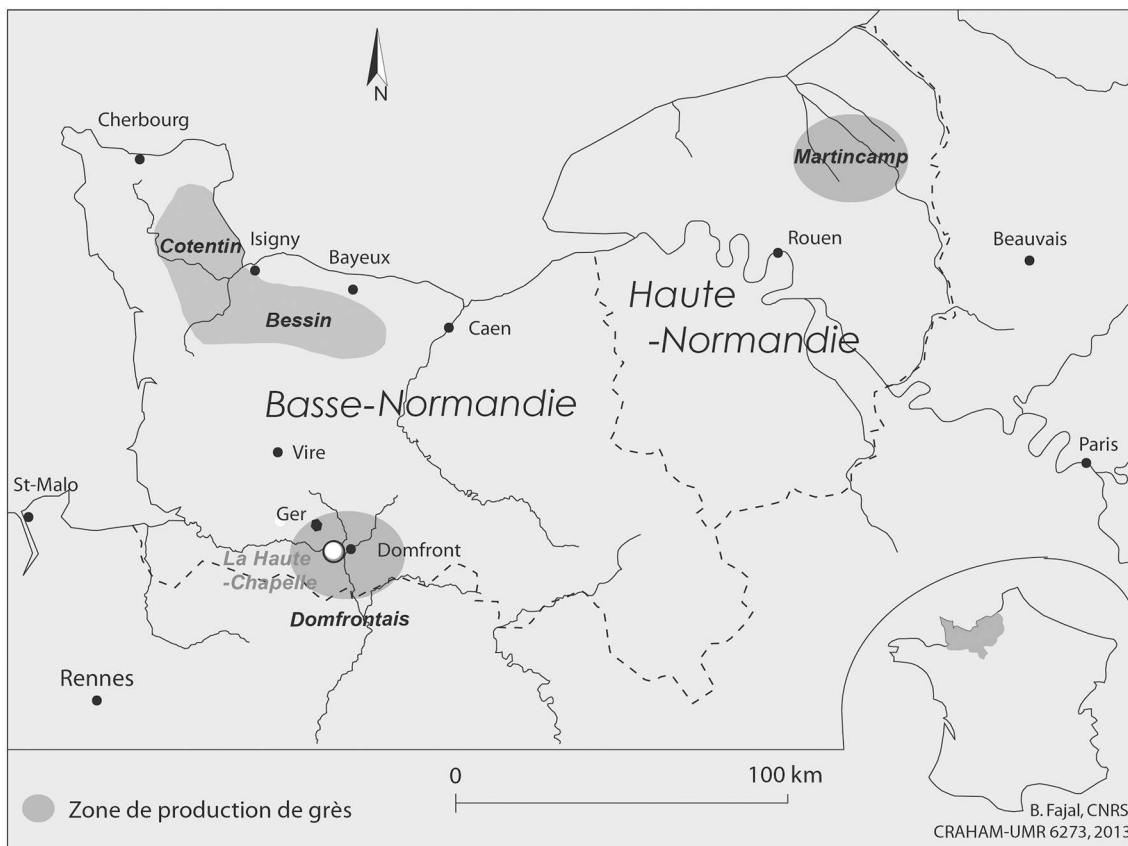 N
Cherbourg
Martincamp
Cotentin
Isigny
Rouen
Beauvais
Bayeux
Bessin
Caen
Haute
-Normandie
Basse-Normandie
Vire
Paris
St-Malo
Ger
Domfront
La Haute
-Chapelle
Domfrontais
Rennes
0
100 km
Zone de production de grès
B. Fajal, CNRS
CRAHAM-UMR 6273, 2013